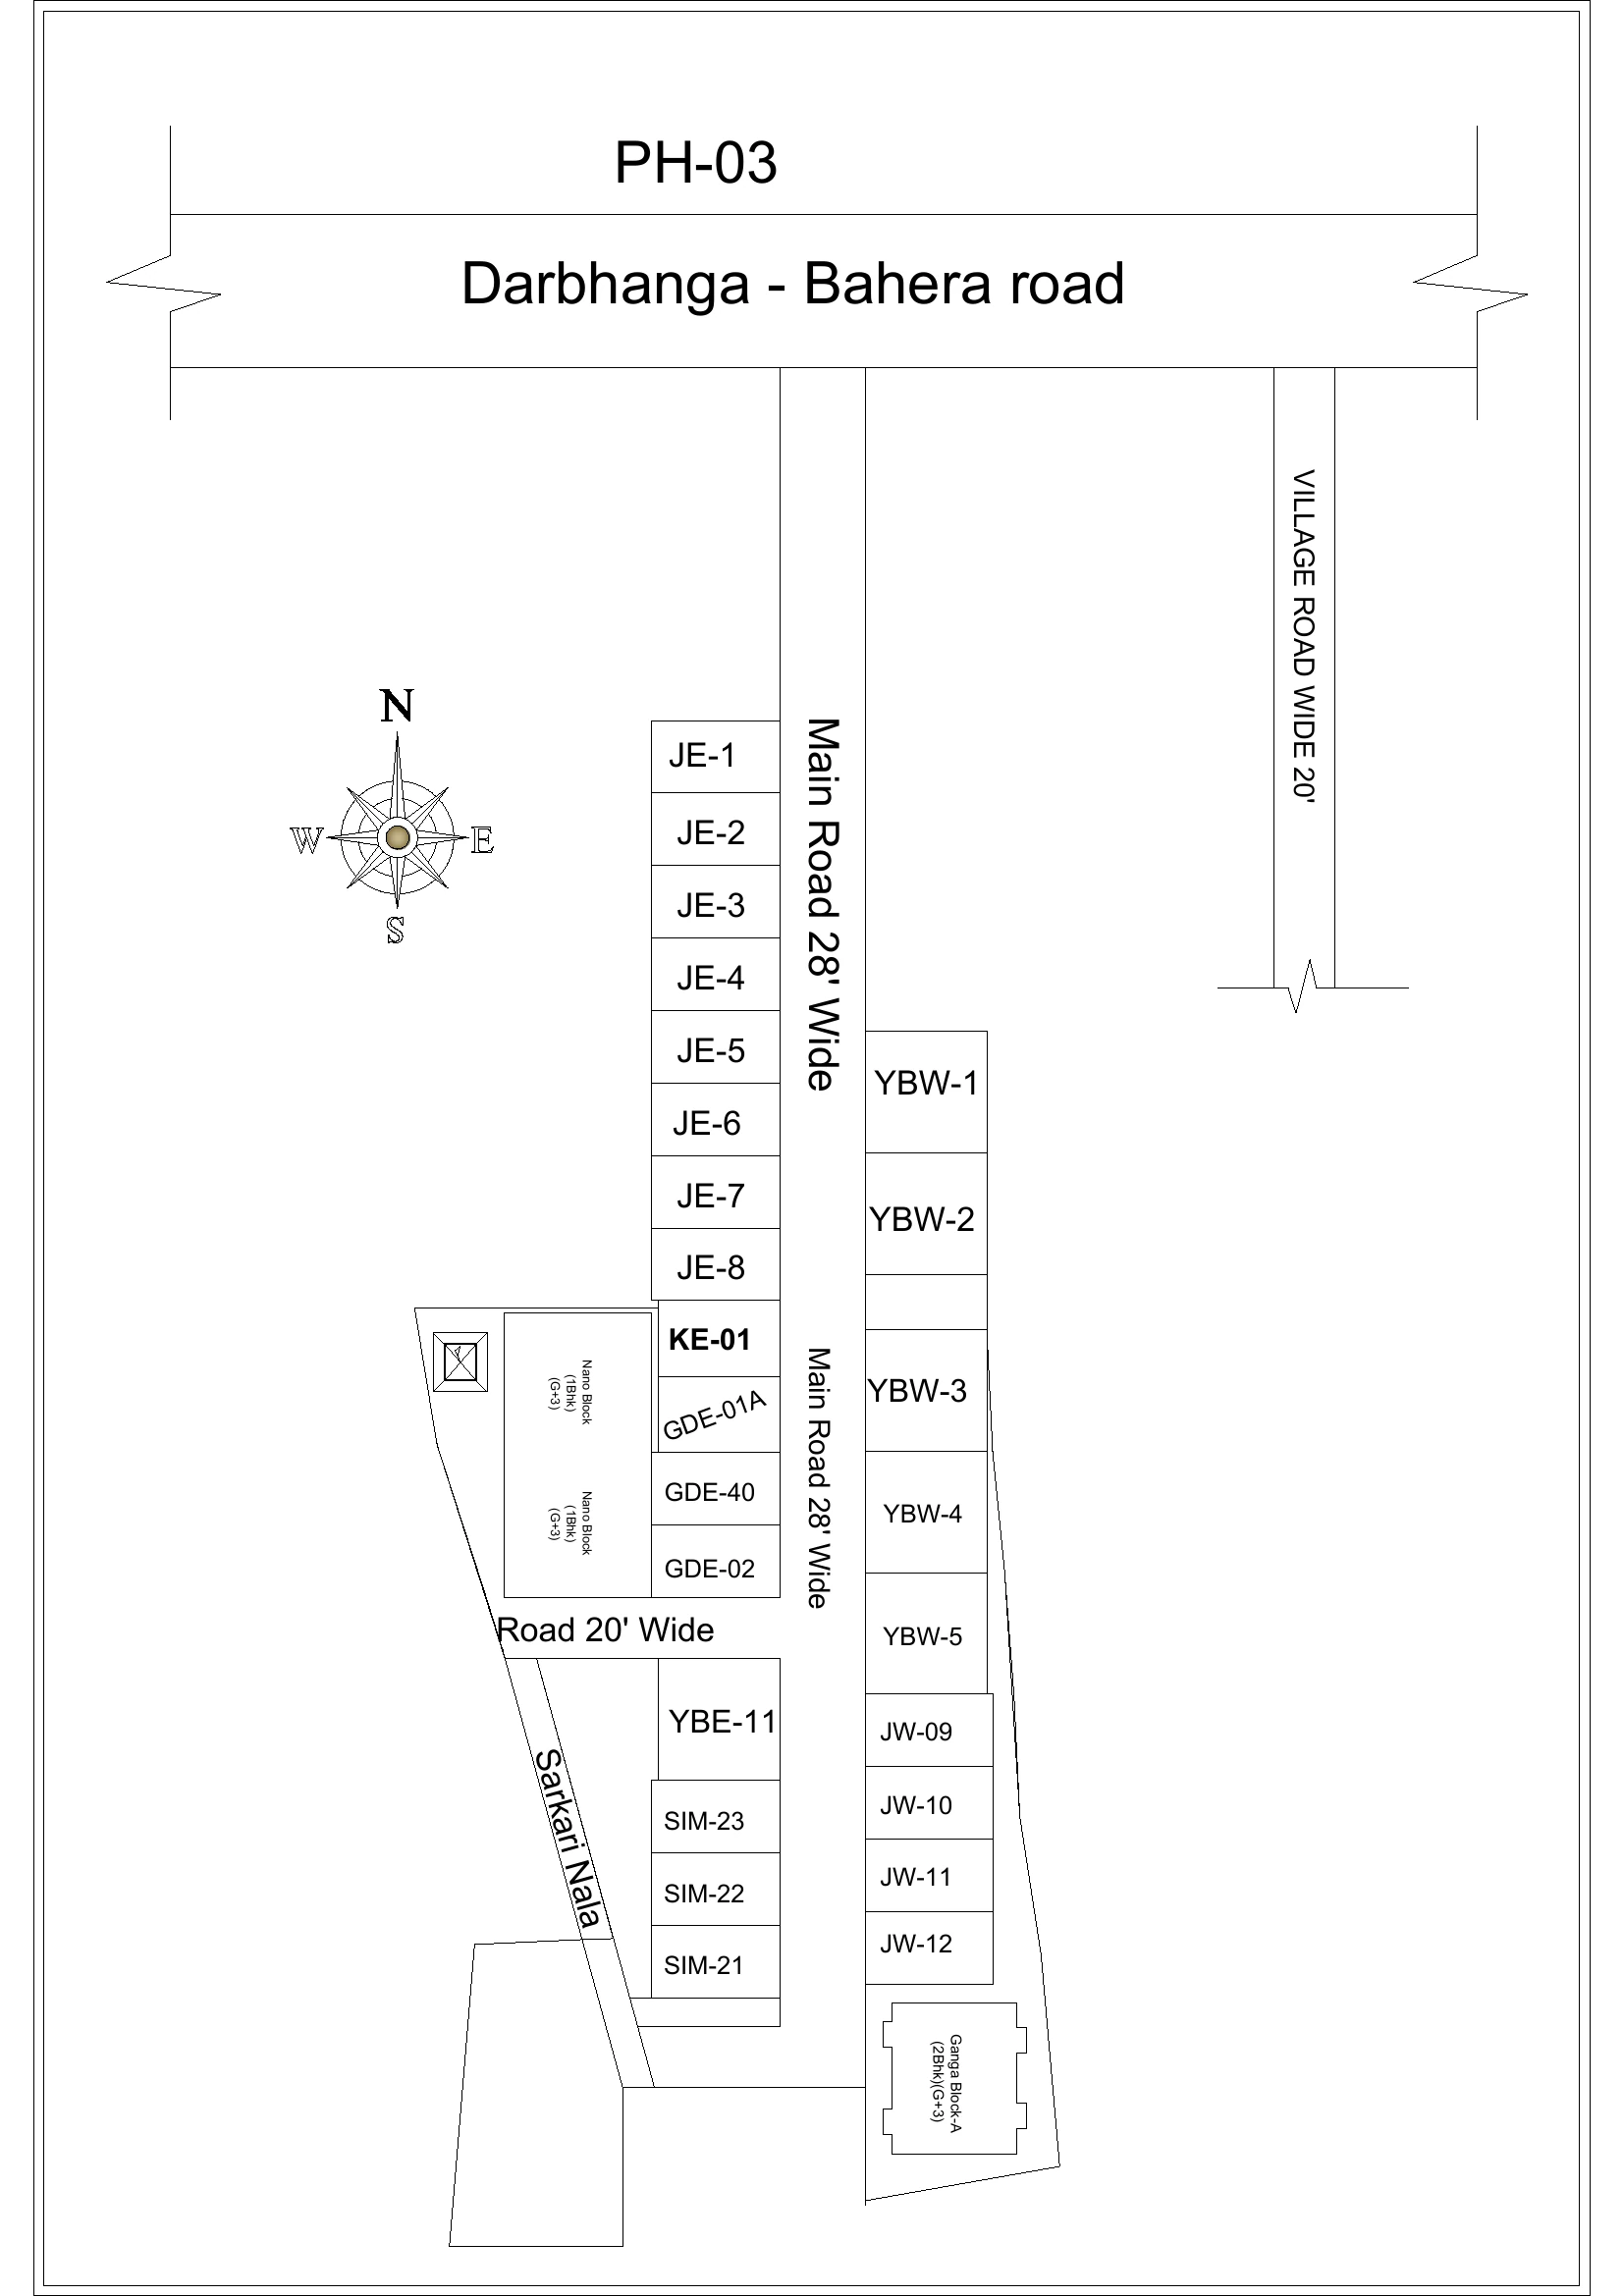 PH-03
Darbhanga - Bahera road
VILLAGE ROAD WIDE 20'
N
W
E
S
Main Road 28' Wide
JE-1
JE-2
JE-3
JE-4
JE-5
JE-6
JE-7
JE-8
KE-01
GDE-01A
GDE-40
GDE-02
Nano Block
(1Bhk)
(G+3)
Nano Block
(1Bhk)
(G+3)
Main Road 28' Wide
YBW-1
YBW-2
YBW-3
YBW-4
YBW-5
Road 20' Wide
YBE-11
SIM-23
SIM-22
SIM-21
Sarkari Nala
JW-09
JW-10
JW-11
JW-12
Ganga Block-A
(2Bhk)(G+3)